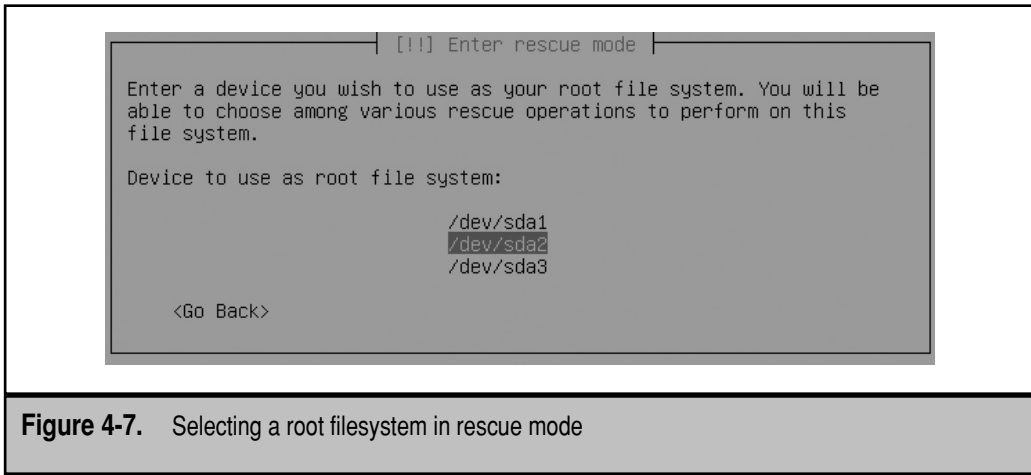 [!!] Enter rescue mode
Enter a device you wish to use as your root file system. You will be
able to choose among various rescue operations to perform on this
file system.
Device to use as root file system:
/dev/sda1
/dev/sda2
/dev/sda3
<Go Back>
Figure 4-7. Selecting a root filesystem in rescue mode